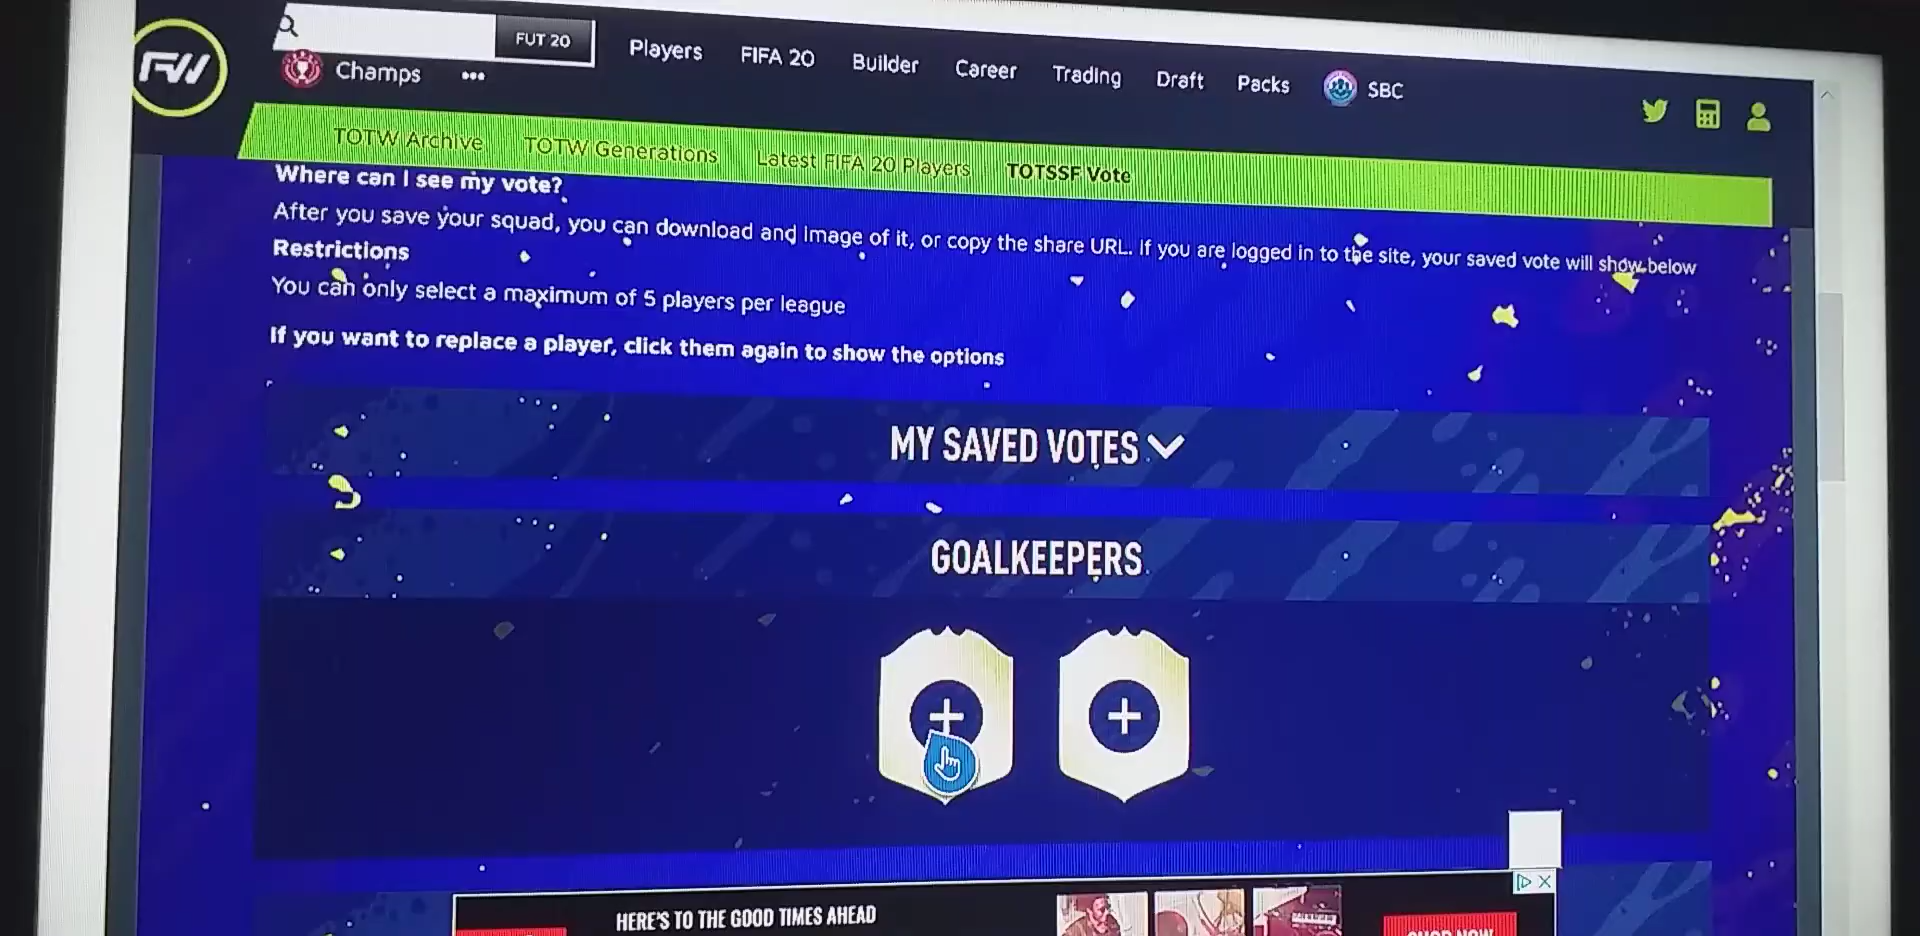 FW
FUT 20
Players
FIFA 20
Builder
Career
Trading
Draft
Packs
SBC
Champs
•••
TOTW Archive
TOTW Generations
Latest FIFA 20 Players
TOTSSF Vote
Where can I see my vote?
After you save your squad, you can download and image of it, or copy the share URL. If you are logged in to the site, your saved vote will show below
Restrictions
You can only select a maximum of 5 players per league
If you want to replace a player, click them again to show the options
MY SAVED VOTES
GOALKEEPERS
HERE'S TO THE GOOD TIMES AHEAD
SHOP NOW